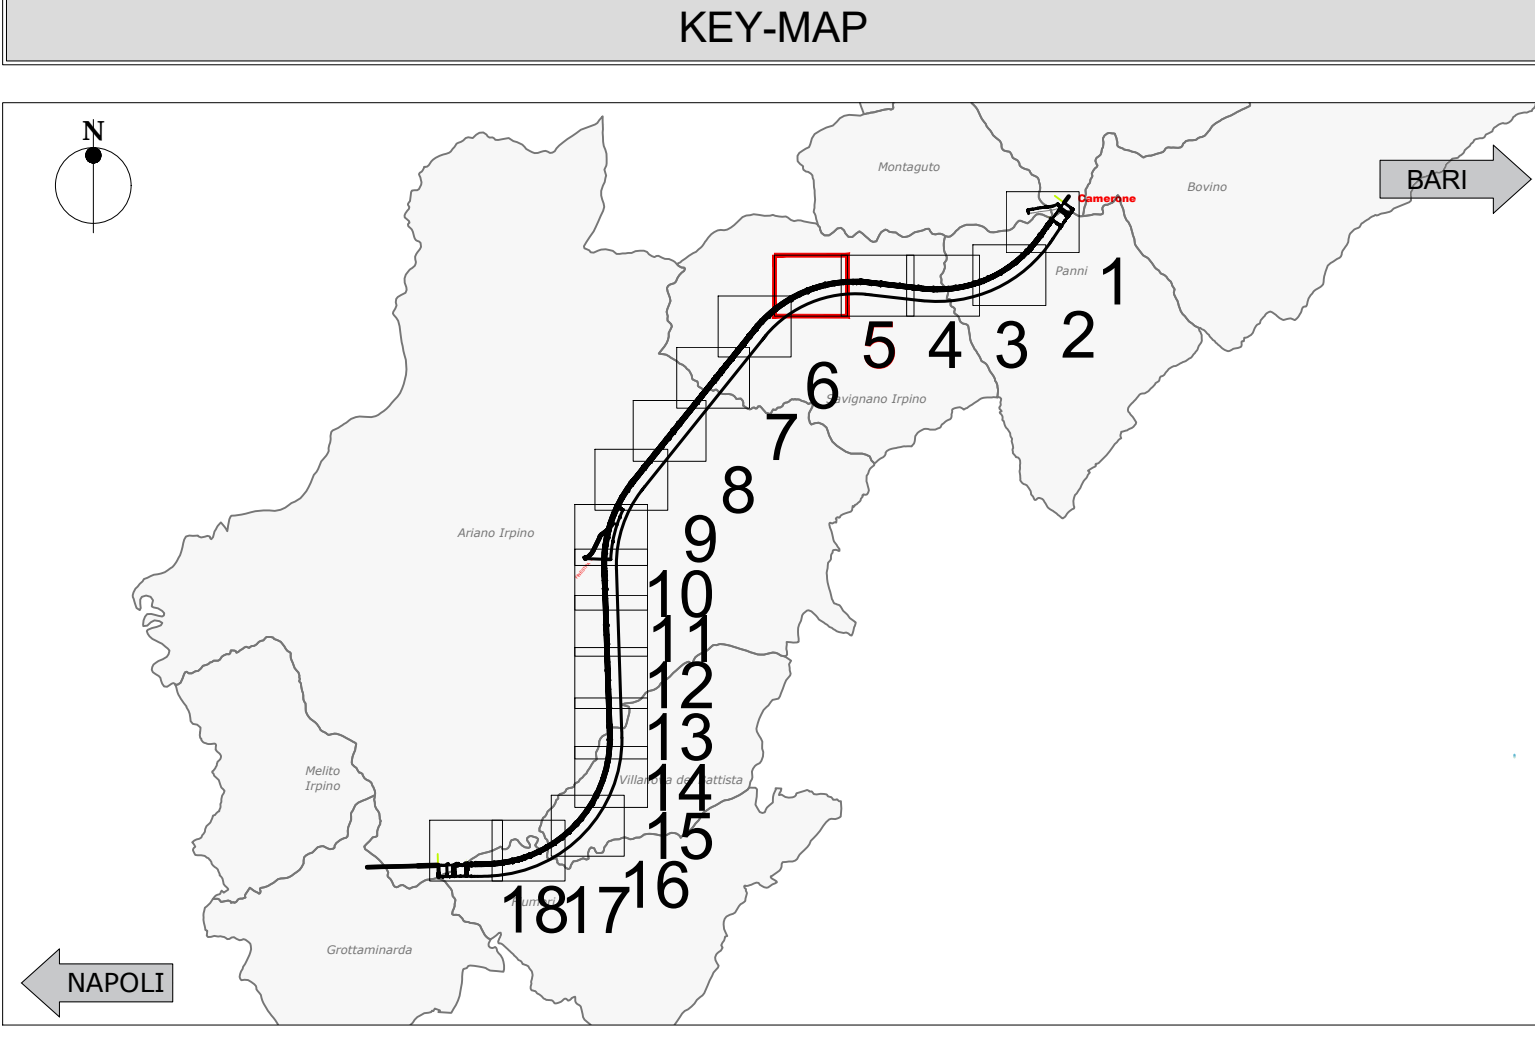 KEY-MAP
N
Montaguto
Bovino
BARI
Camerone
Panni
1
2
3
4
5
6
Savignano Irpino
7
8
Ariano Irpino
9
10
11
12
13
Melito
Irpino
14
15
16
17
18
Grottaminarda
NAPOLI